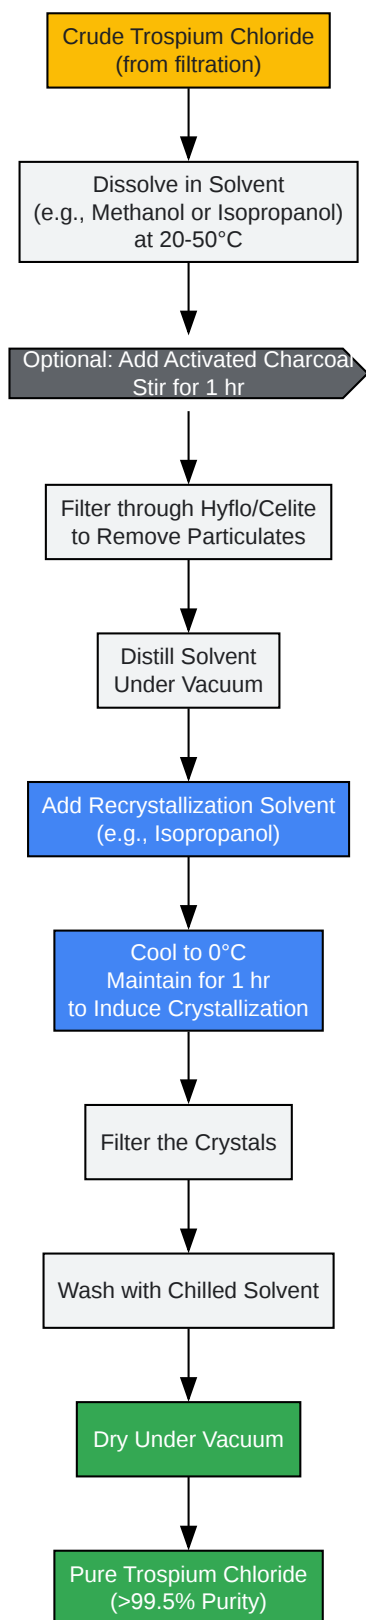 Crude Trospium Chloride
(from filtration)
Dissolve in Solvent
(e.g., Methanol or Isopropanol)
at 20-50°C
Optional: Add Activated Charcoal
Stir for 1 hr
Filter through Hyflo/Celite
to Remove Particulates
Distill Solvent
Under Vacuum
Add Recrystallization Solvent
(e.g., Isopropanol)
Cool to 0°C
Maintain for 1 hr
to Induce Crystallization
Filter the Crystals
Wash with Chilled Solvent
Dry Under Vacuum
Pure Trospium Chloride
(>99.5% Purity)